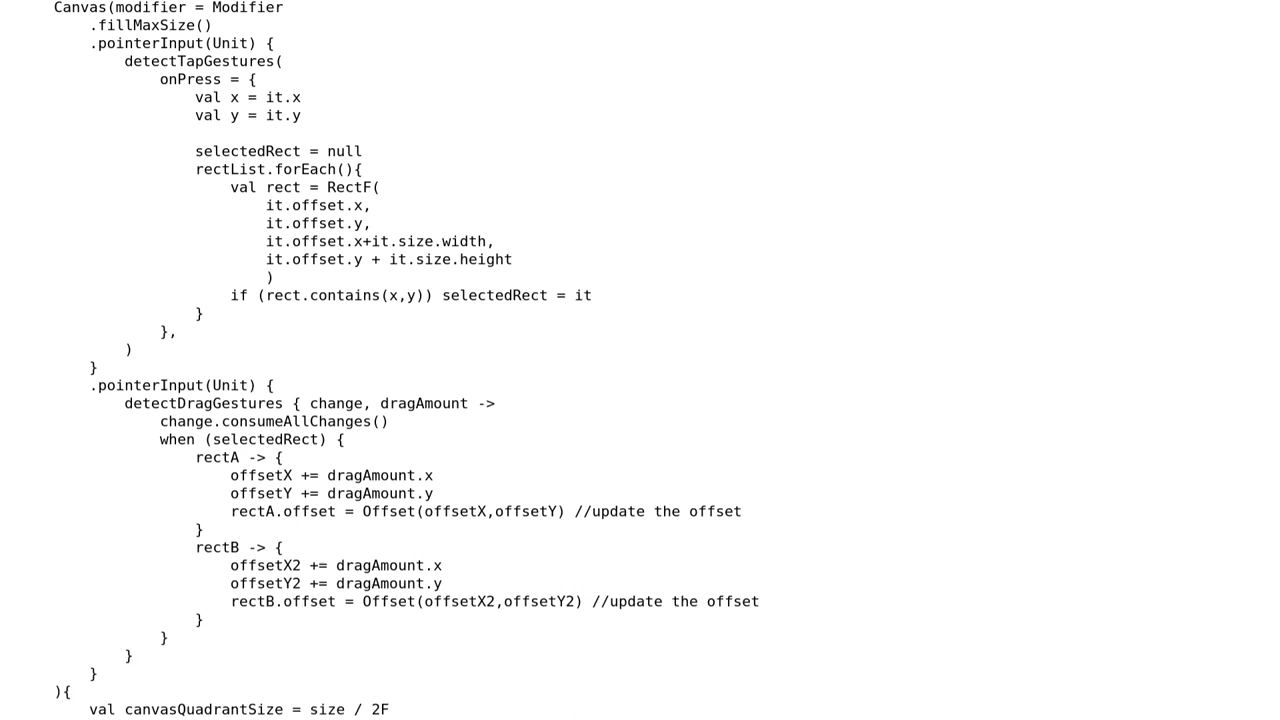 Canvas(modifier = Modifier
    .fillMaxSize()
    .pointerInput(Unit) {
        detectTapGestures(
            onPress = {
                val x = it.x
                val y = it.y

                selectedRect = null
                rectList.forEach(){
                    val rect = RectF(
                        it.offset.x,
                        it.offset.y,
                        it.offset.x+it.size.width,
                        it.offset.y + it.size.height
                        )
                    if (rect.contains(x,y)) selectedRect = it
                }
            },
        )
    }
    .pointerInput(Unit) {
        detectDragGestures { change, dragAmount ->
            change.consumeAllChanges()
            when (selectedRect) {
                rectA -> {
                    offsetX += dragAmount.x
                    offsetY += dragAmount.y
                    rectA.offset = Offset(offsetX,offsetY) //update the offset
                }
                rectB -> {
                    offsetX2 += dragAmount.x
                    offsetY2 += dragAmount.y
                    rectB.offset = Offset(offsetX2,offsetY2) //update the offset
                }
            }
        }
    }
){
    val canvasQuadrantSize = size / 2F